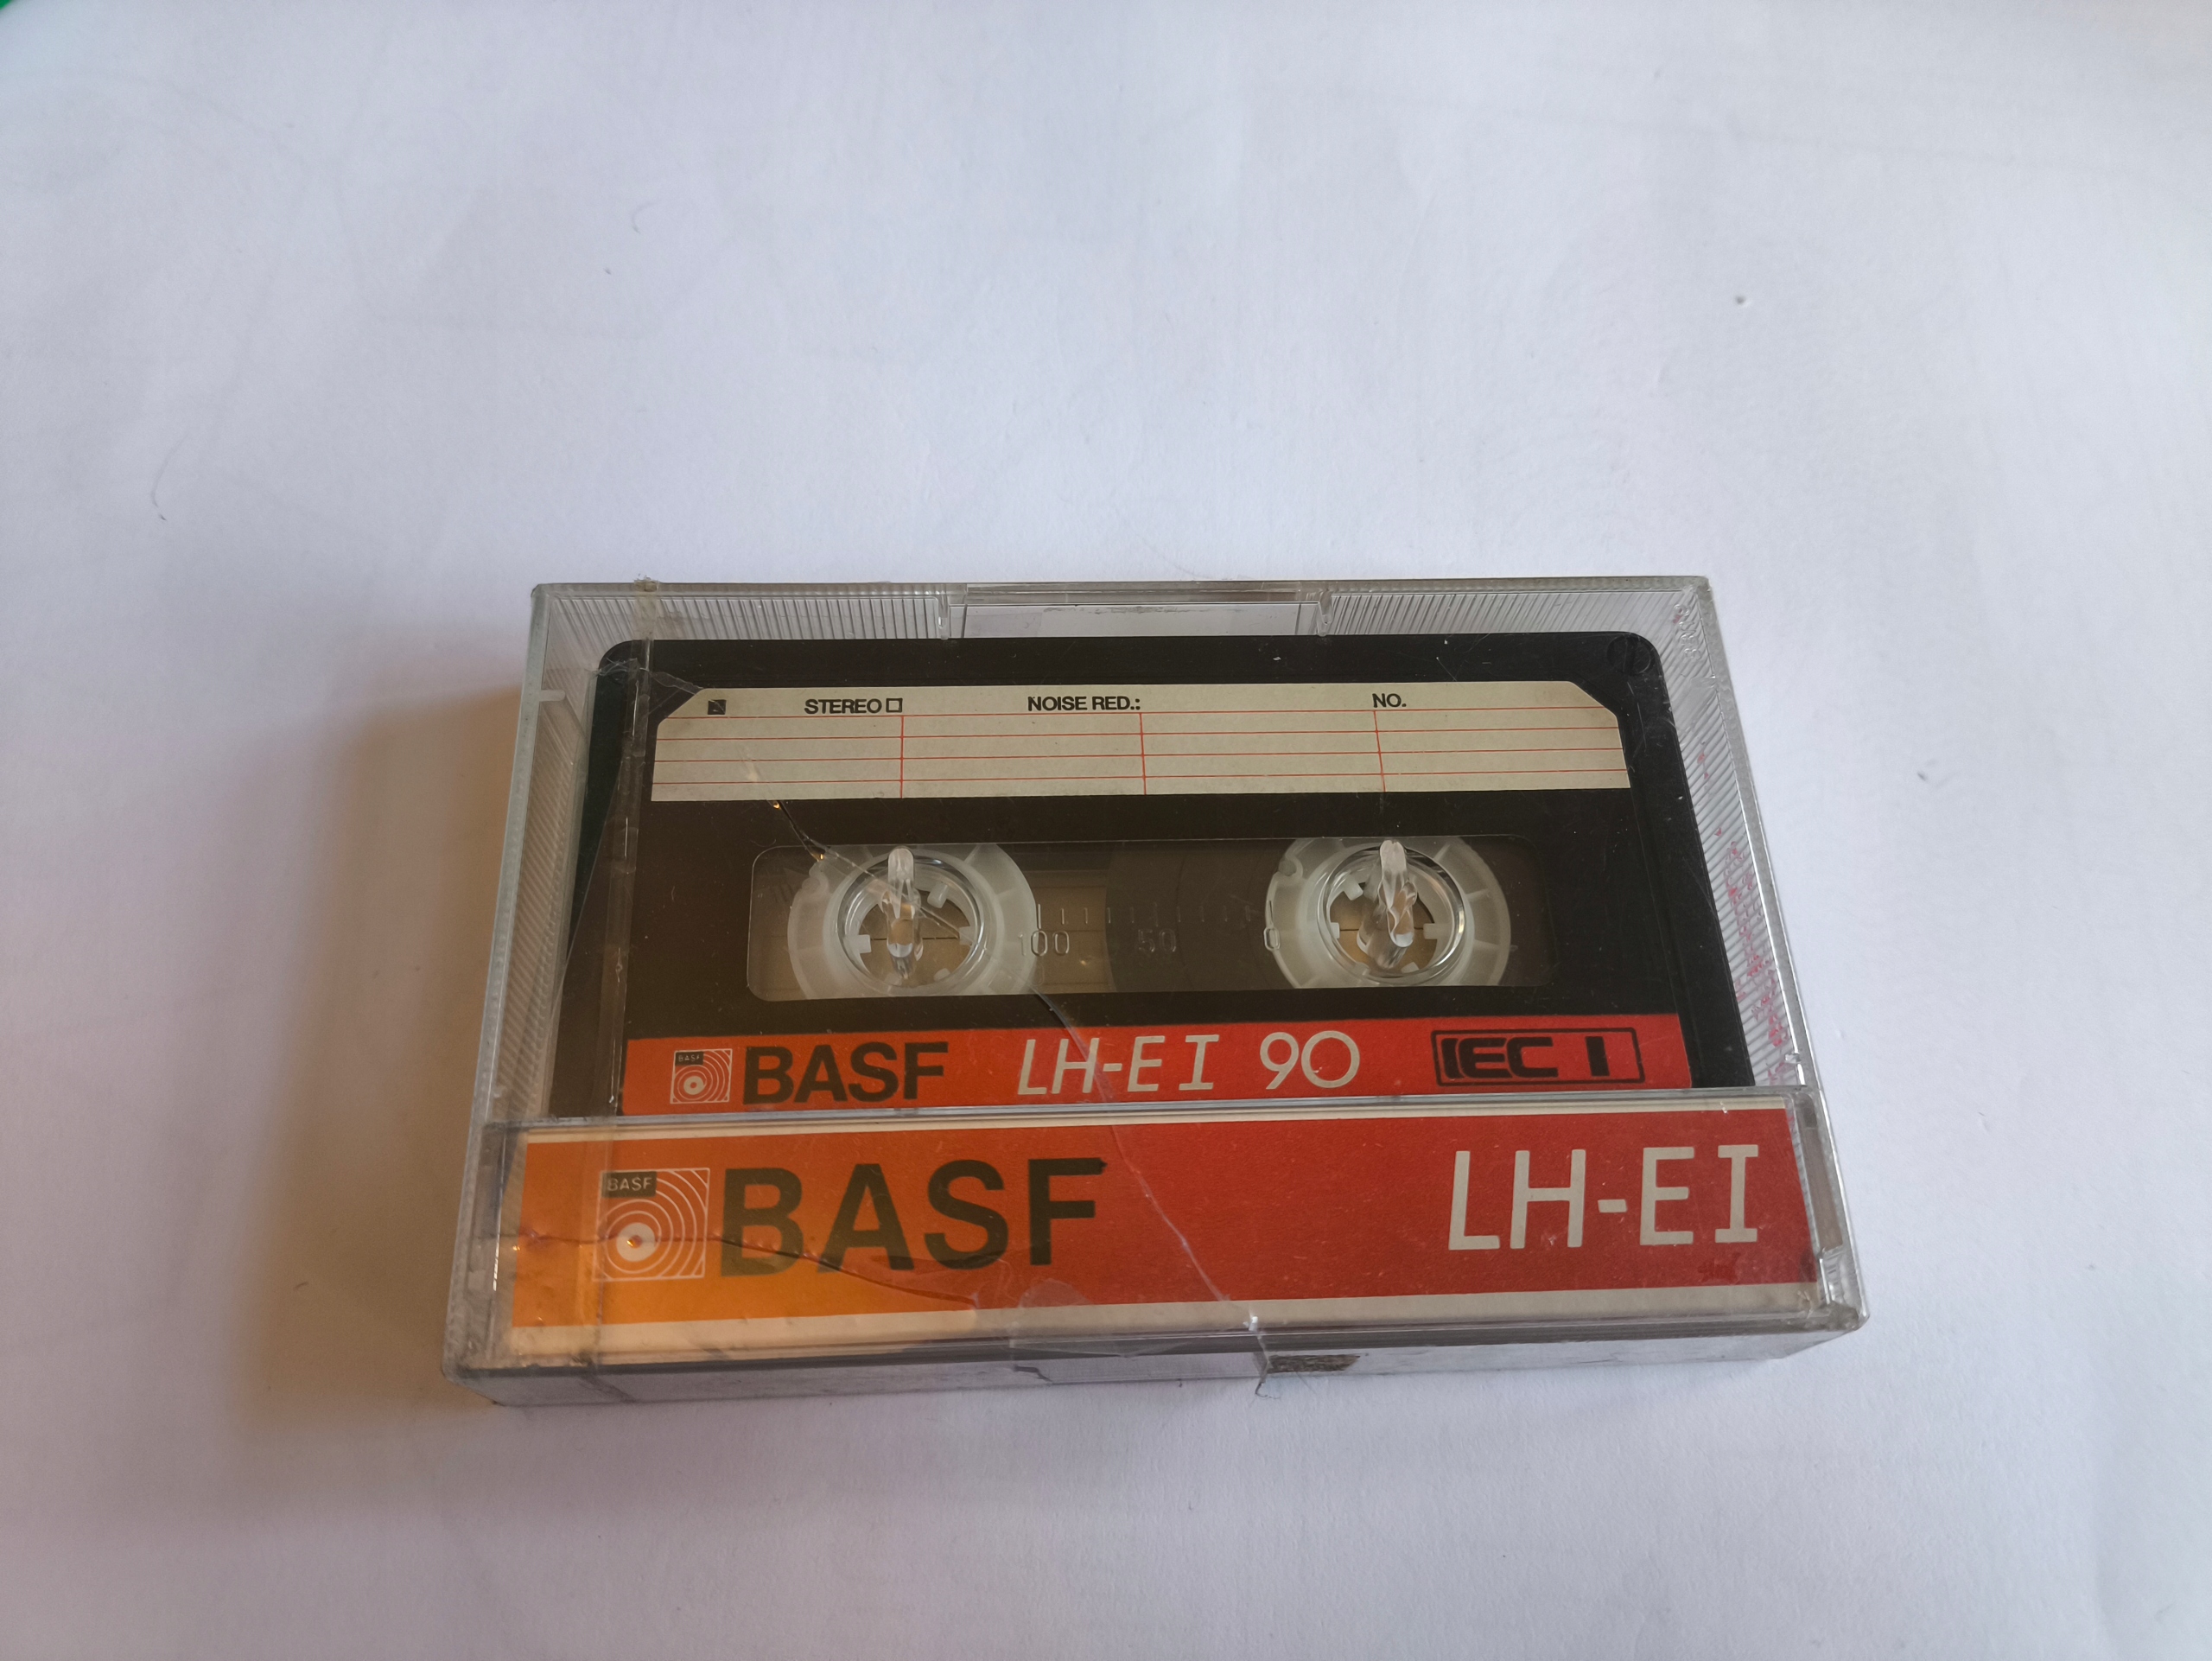 STEREO NOISE RED.: NO.
100 50 0
BASF BASF LH-E I 90 IEC I
BASF BASF LH-EI